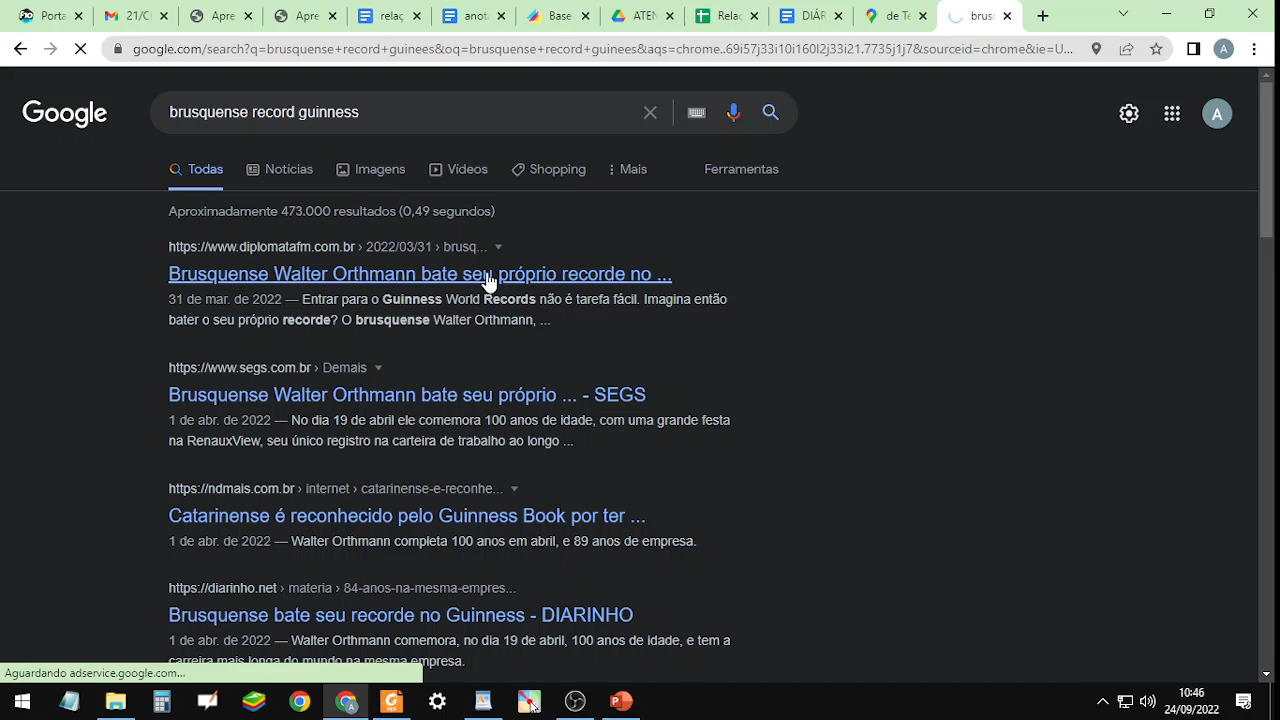 Porta
21/CI
Apre
Apre
relaç
anota
Base
ATEN
Relac
DIÁR
de Te
brus
google.com/search?q=brusquense+record+guinees&oq=brusquense+record+guinees&aqs=chrome..69i57j33i10i160l2j33i21.7735j1j7&sourceid=chrome&ie=U...
A
Google
brusquense record guinness
A
Todas
Notícias
Imagens
Vídeos
Shopping
Mais
Ferramentas
Aproximadamente 473.000 resultados (0,49 segundos)
https://www.diplomatafm.com.br › 2022/03/31 › brusq...
Brusquense Walter Orthmann bate seu próprio recorde no ...
31 de mar. de 2022 — Entrar para o Guinness World Records não é tarefa fácil. Imagina então
bater o seu próprio recorde? O brusquense Walter Orthmann, ...
https://www.segs.com.br › Demais
Brusquense Walter Orthmann bate seu próprio ... - SEGS
1 de abr. de 2022 — No dia 19 de abril ele comemora 100 anos de idade, com uma grande festa
na RenauxView, seu único registro na carteira de trabalho ao longo ...
https://ndmais.com.br › internet › catarinense-e-reconhe...
Catarinense é reconhecido pelo Guinness Book por ter ...
1 de abr. de 2022 — Walter Orthmann completa 100 anos em abril, e 89 anos de empresa.
https://diarinho.net › materia › 84-anos-na-mesma-empres...
Brusquense bate seu recorde no Guinness - DIARINHO
1 de abr. de 2022 — Walter Orthmann comemora, no dia 19 de abril, 100 anos de idade, e tem a
carreira mais longa do mundo na mesma empresa.
Aguardando adservice.google.com...
10:46
24/09/2022